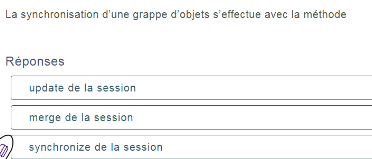 La synchronisation d'une grappe d'objets s'effectue avec la méthode
Réponses
update de la session
merge de la session
synchronize de la session